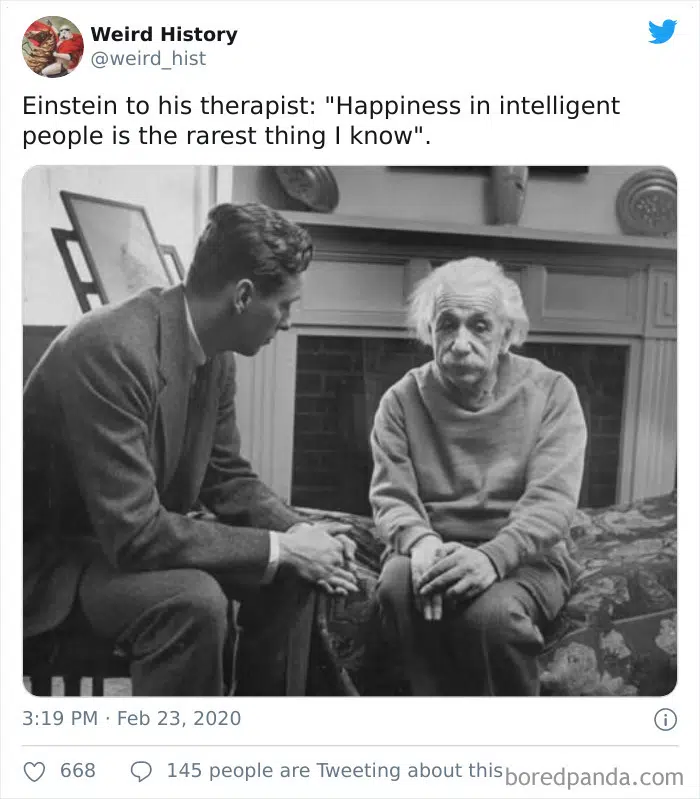 Weird History
@weird_hist
Einstein to his therapist: "Happiness in intelligent
people is the rarest thing I know".
3:19 PM · Feb 23, 2020
668
145 people are Tweeting about this
boredpanda.com